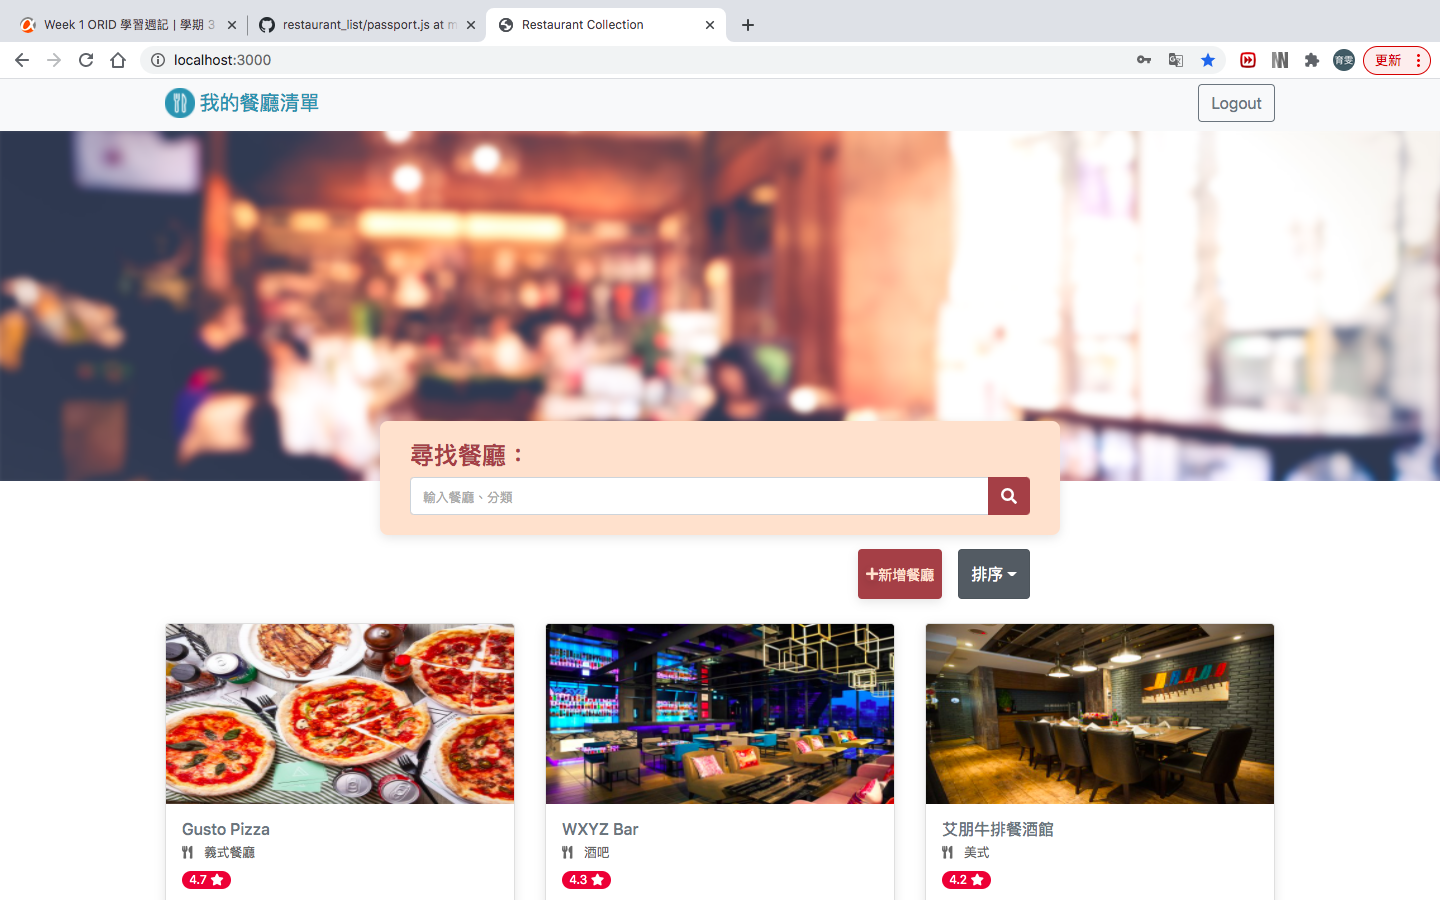 Week 1 ORID 學習週記 | 學期 3
restaurant_list/passport.js at m
Restaurant Collection
localhost:3000
育雯
更新
我的餐廳清單
Logout
尋找餐廳：
輸入餐廳、分類
新增餐廳
排序
Gusto Pizza
義式餐廳
4.7
WXYZ Bar
酒吧
4.3
艾朋牛排餐酒館
美式
4.2